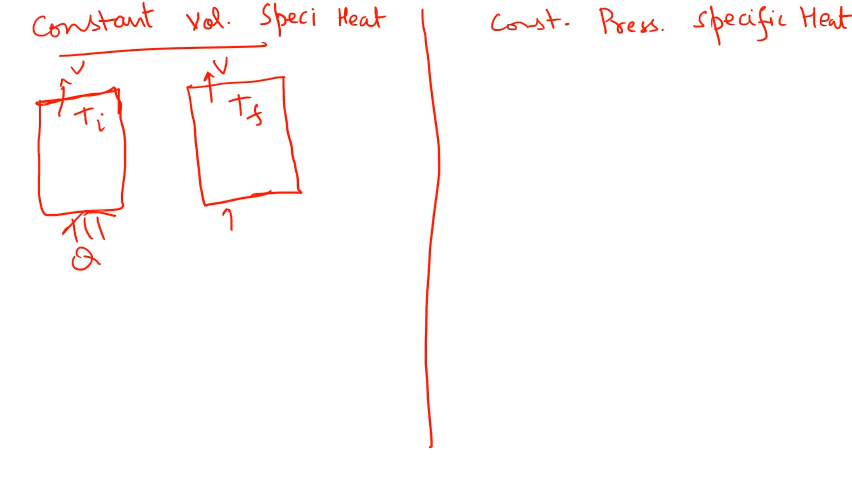 Constant Vol. Speci Heat
Const. Press. Specific Heat
V
V
Ti
Tf
Q